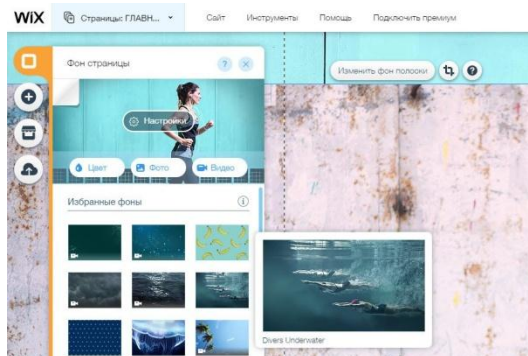 WiX
Страницы: ГЛАВН...
Сайт
Инструменты
Помощь
Подключить премиум
Фон страницы
?
Изменить фон полоски
?
Настройки
Цвет
Фото
Видео
Избранные фоны
Divers Underwater